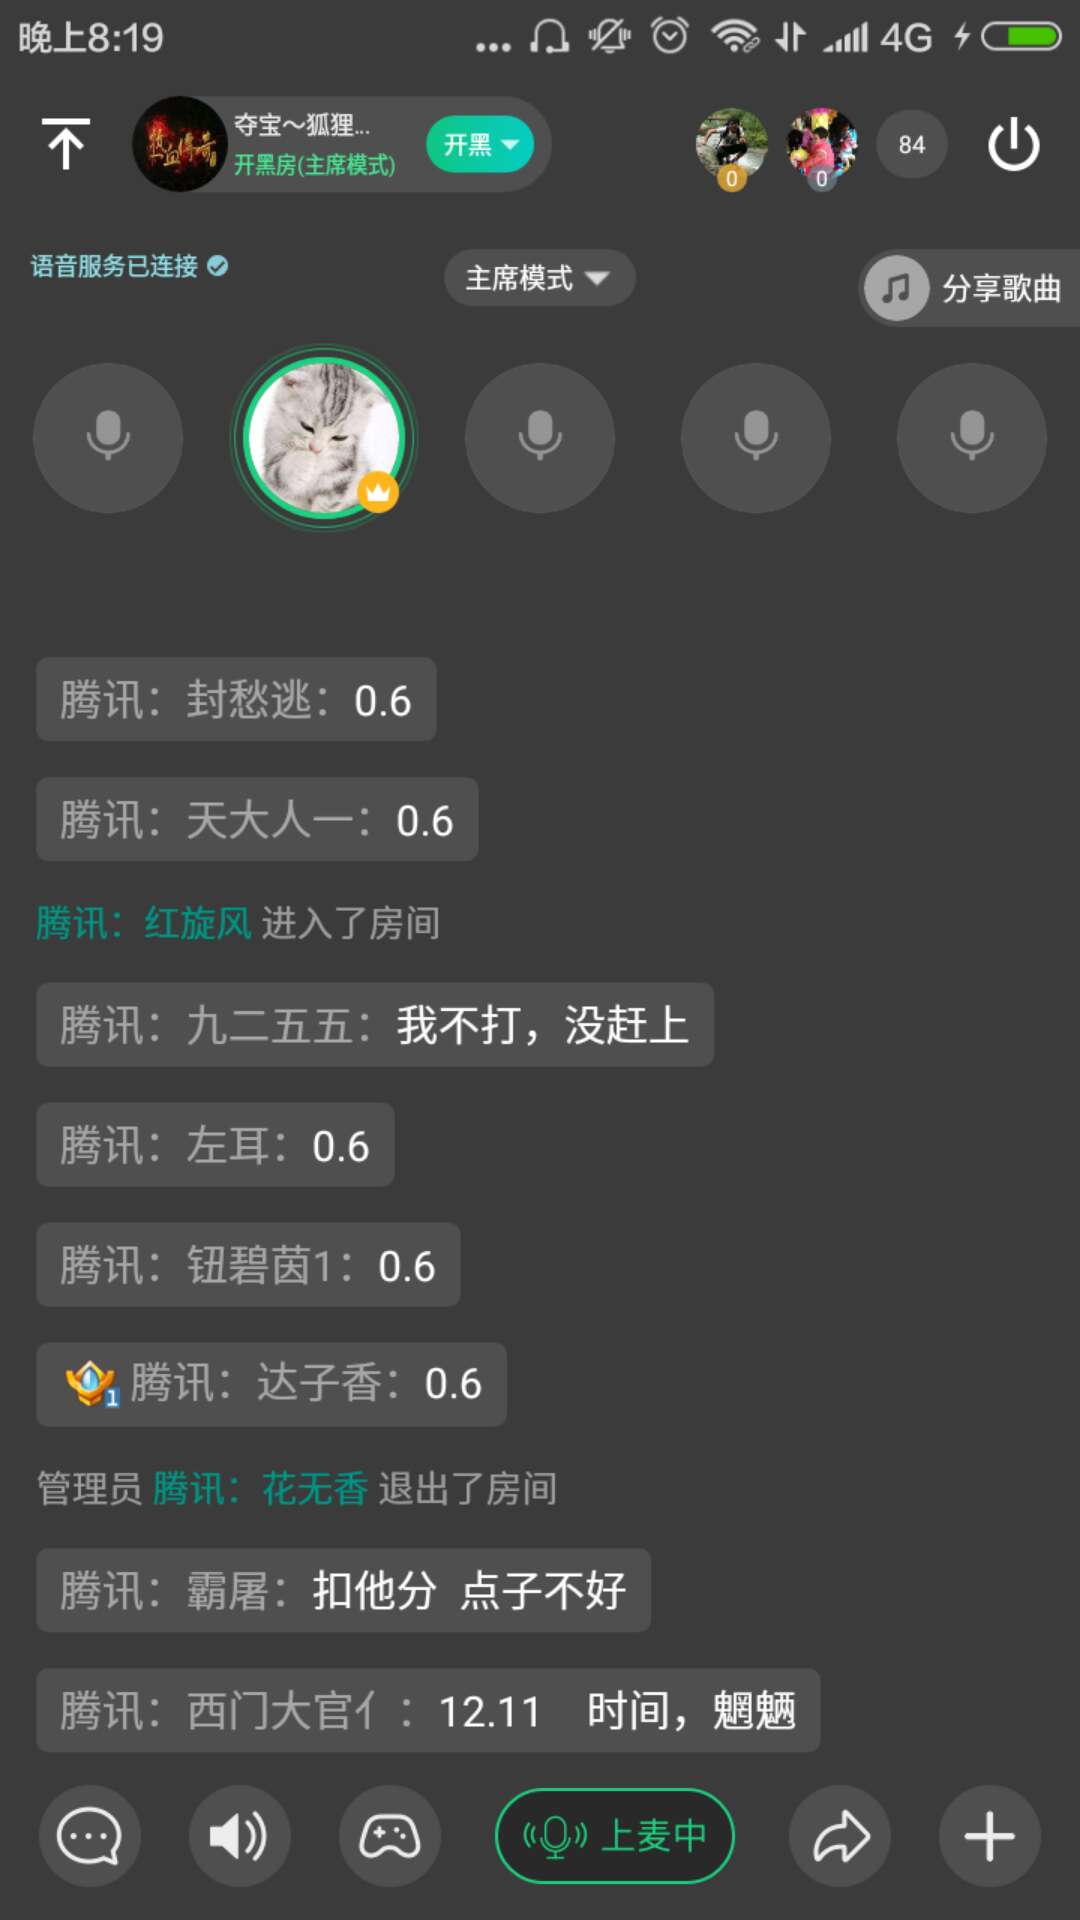 晚上8:19
4G
热血传奇
夺宝～狐狸...
开黑房(主席模式)
开黑
0
0
84
语音服务已连接
主席模式
分享歌曲
腾讯：封愁逃：0.6
腾讯：天大人一：0.6
腾讯：红旋风 进入了房间
腾讯：九二五五：我不打，没赶上
腾讯：左耳：0.6
腾讯：钮碧茵1：0.6
1 腾讯：达子香：0.6
管理员 腾讯：花无香 退出了房间
腾讯：霸屠：扣他分 点子不好
腾讯：西门大官亻：12.11 时间，魍魉
上麦中